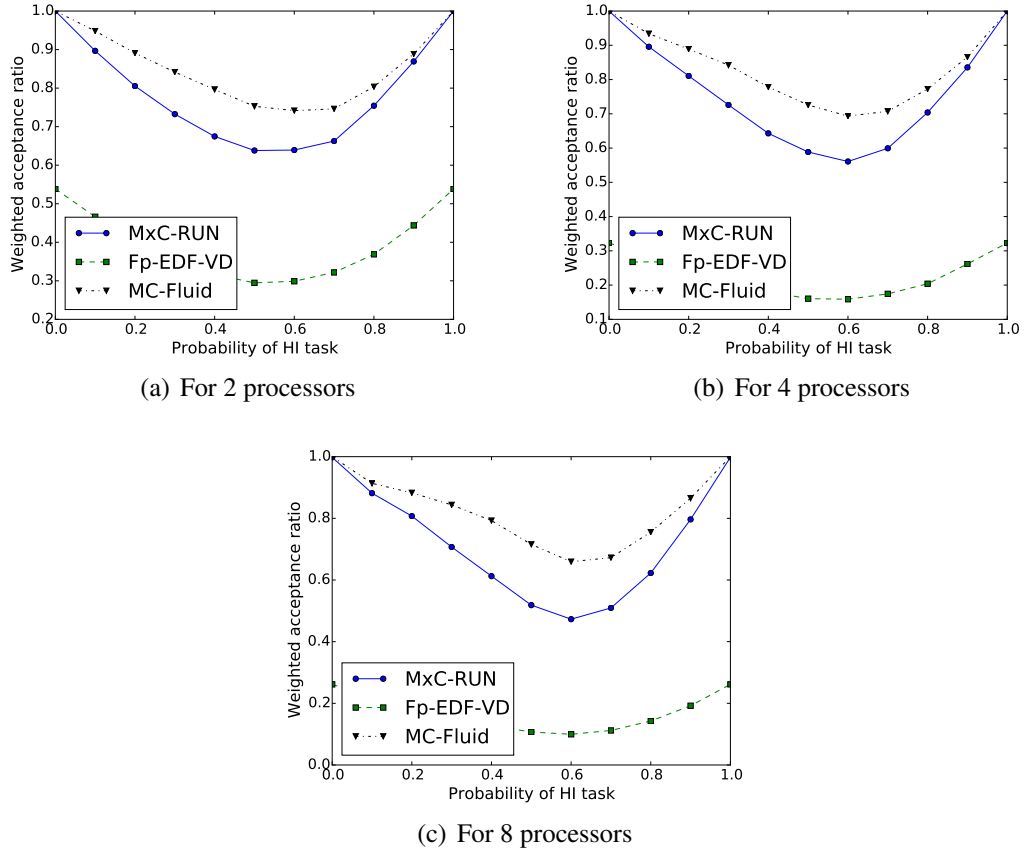 1.0
0.9
0.8
0.7
0.6
0.5
0.4
0.3
0.2
Weighted acceptance ratio
MxC-RUN
Fp-EDF-VD
MC-Fluid
0.0 0.2 0.4 0.6 0.8 1.0
Probability of HI task
(a) For 2 processors
1.0
0.9
0.8
0.7
0.6
0.5
0.4
0.3
0.2
0.1
Weighted acceptance ratio
MxC-RUN
Fp-EDF-VD
MC-Fluid
0.0 0.2 0.4 0.6 0.8 1.0
Probability of HI task
(b) For 4 processors
1.0
0.8
0.6
0.4
0.2
0.0
Weighted acceptance ratio
MxC-RUN
Fp-EDF-VD
MC-Fluid
0.0 0.2 0.4 0.6 0.8 1.0
Probability of HI task
(c) For 8 processors